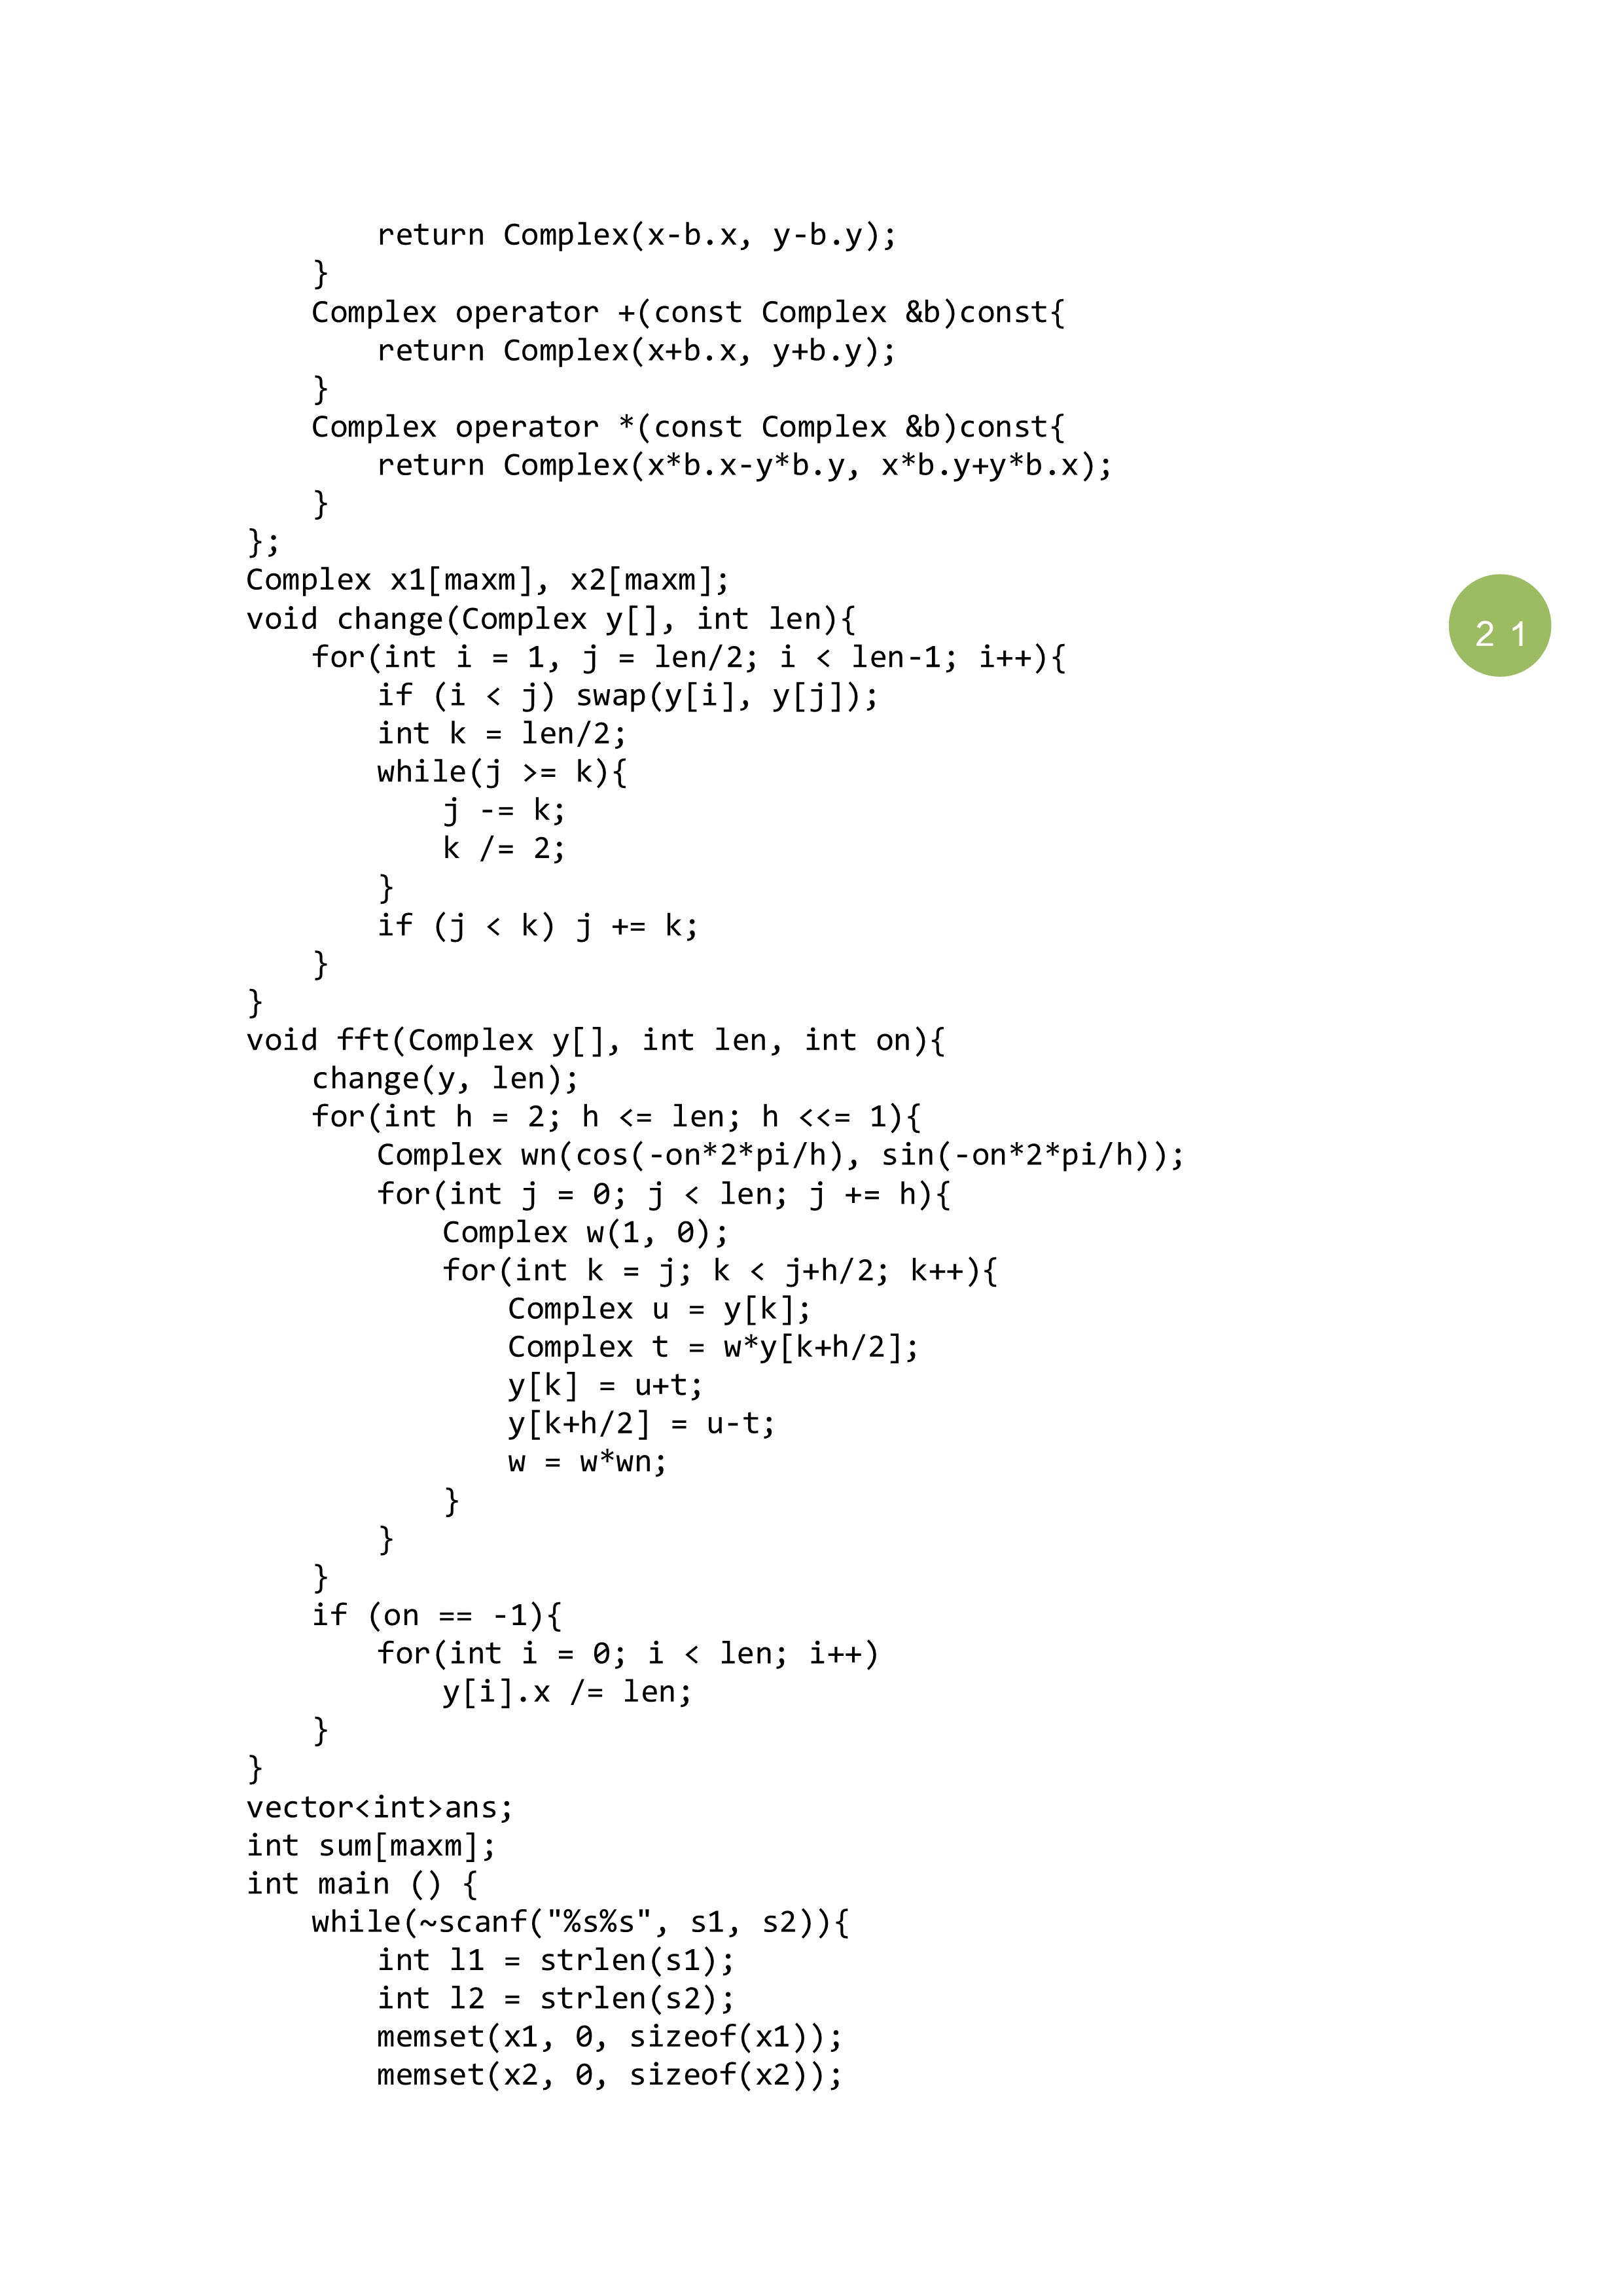 return Complex(x-b.x, y-b.y);
    }
    Complex operator +(const Complex &b)const{
        return Complex(x+b.x, y+b.y);
    }
    Complex operator *(const Complex &b)const{
        return Complex(x*b.x-y*b.y, x*b.y+y*b.x);
    }
};
Complex x1[maxm], x2[maxm];
void change(Complex y[], int len){
    for(int i = 1, j = len/2; i < len-1; i++){
        if (i < j) swap(y[i], y[j]);
        int k = len/2;
        while(j >= k){
            j -= k;
            k /= 2;
        }
        if (j < k) j += k;
    }
}
void fft(Complex y[], int len, int on){
    change(y, len);
    for(int h = 2; h <= len; h <<= 1){
        Complex wn(cos(-on*2*pi/h), sin(-on*2*pi/h));
        for(int j = 0; j < len; j += h){
            Complex w(1, 0);
            for(int k = j; k < j+h/2; k++){
                Complex u = y[k];
                Complex t = w*y[k+h/2];
                y[k] = u+t;
                y[k+h/2] = u-t;
                w = w*wn;
            }
        }
    }
    if (on == -1){
        for(int i = 0; i < len; i++)
            y[i].x /= len;
    }
}
vector<int>ans;
int sum[maxm];
int main () {
    while(~scanf("%s%s", s1, s2)){
        int l1 = strlen(s1);
        int l2 = strlen(s2);
        memset(x1, 0, sizeof(x1));
        memset(x2, 0, sizeof(x2));
2 1